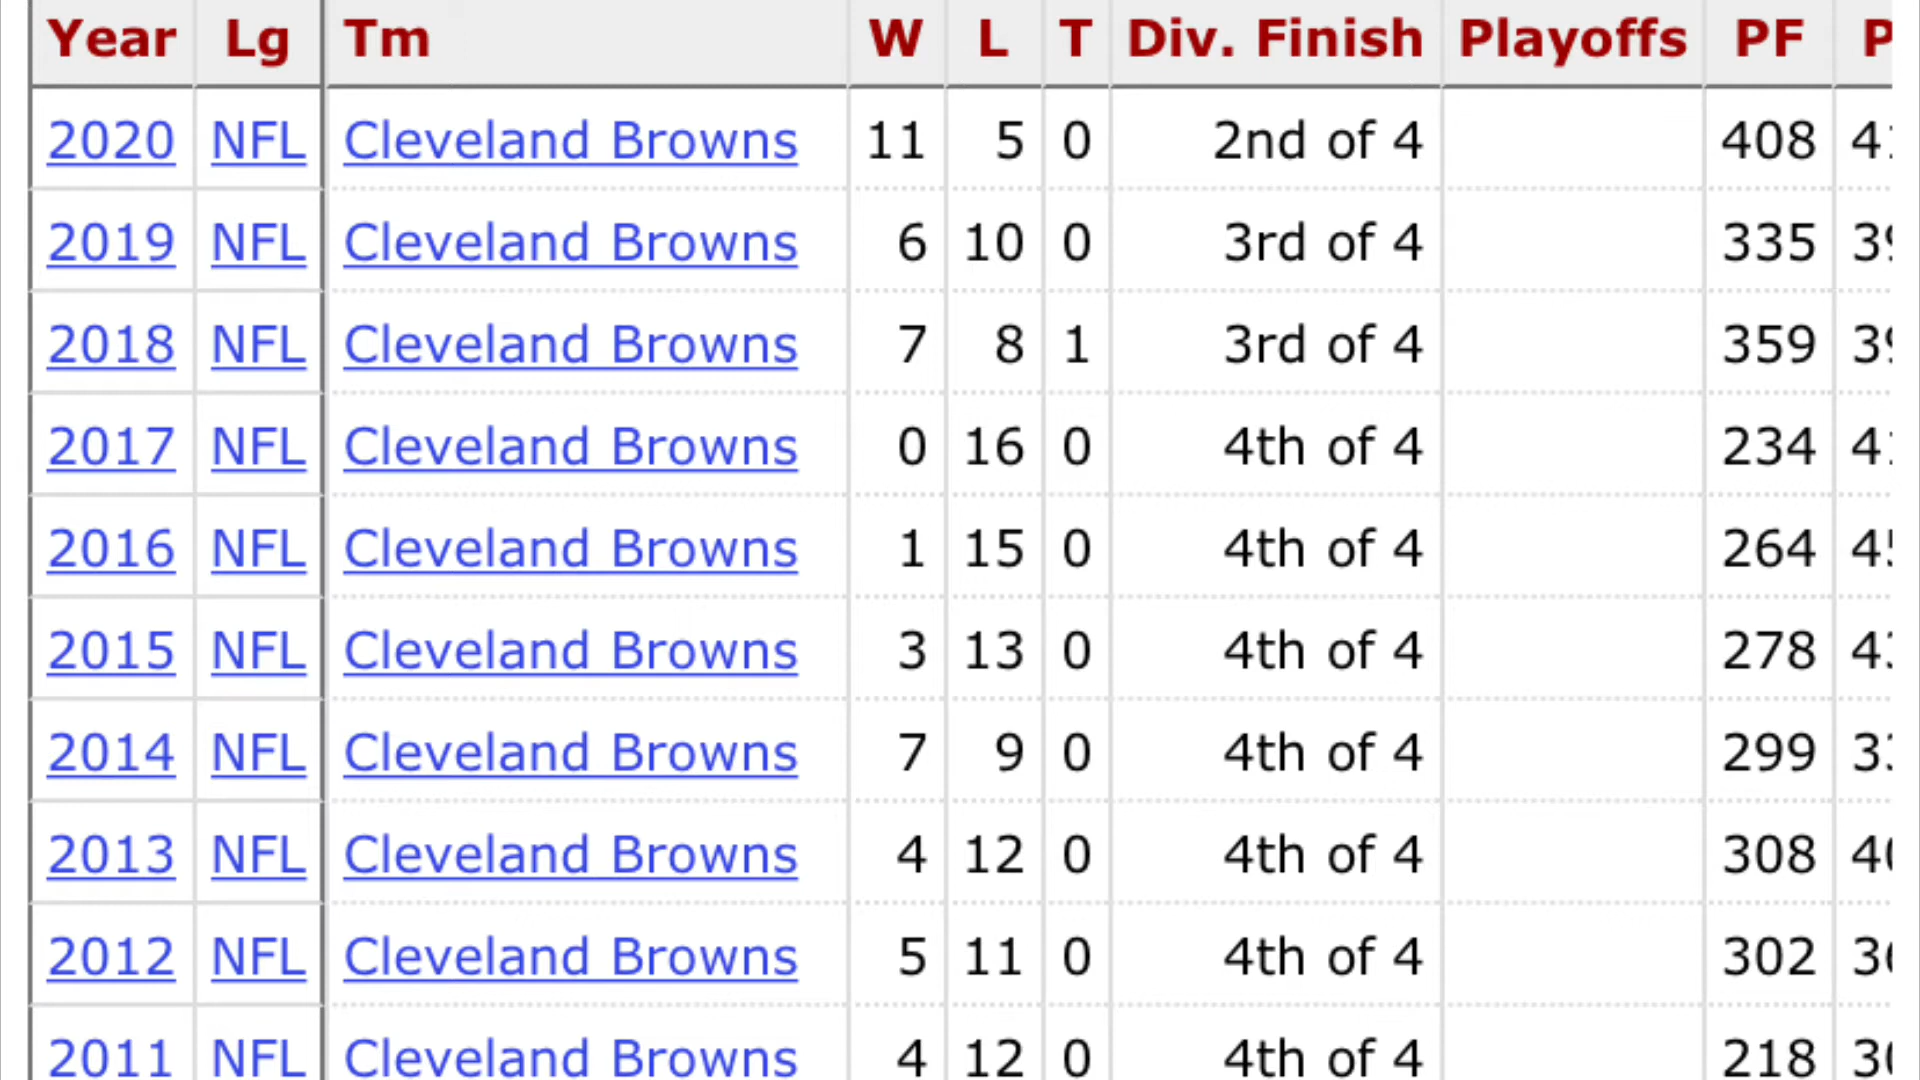 Year Lg Tm W L T Div. Finish Playoffs PF
2020 NFL Cleveland Browns 11 5 0 2nd of 4 408
2019 NFL Cleveland Browns 6 10 0 3rd of 4 335
2018 NFL Cleveland Browns 7 8 1 3rd of 4 359
2017 NFL Cleveland Browns 0 16 0 4th of 4 234
2016 NFL Cleveland Browns 1 15 0 4th of 4 264
2015 NFL Cleveland Browns 3 13 0 4th of 4 278
2014 NFL Cleveland Browns 7 9 0 4th of 4 299
2013 NFL Cleveland Browns 4 12 0 4th of 4 308
2012 NFL Cleveland Browns 5 11 0 4th of 4 302
2011 NFL Cleveland Browns 4 12 0 4th of 4 218